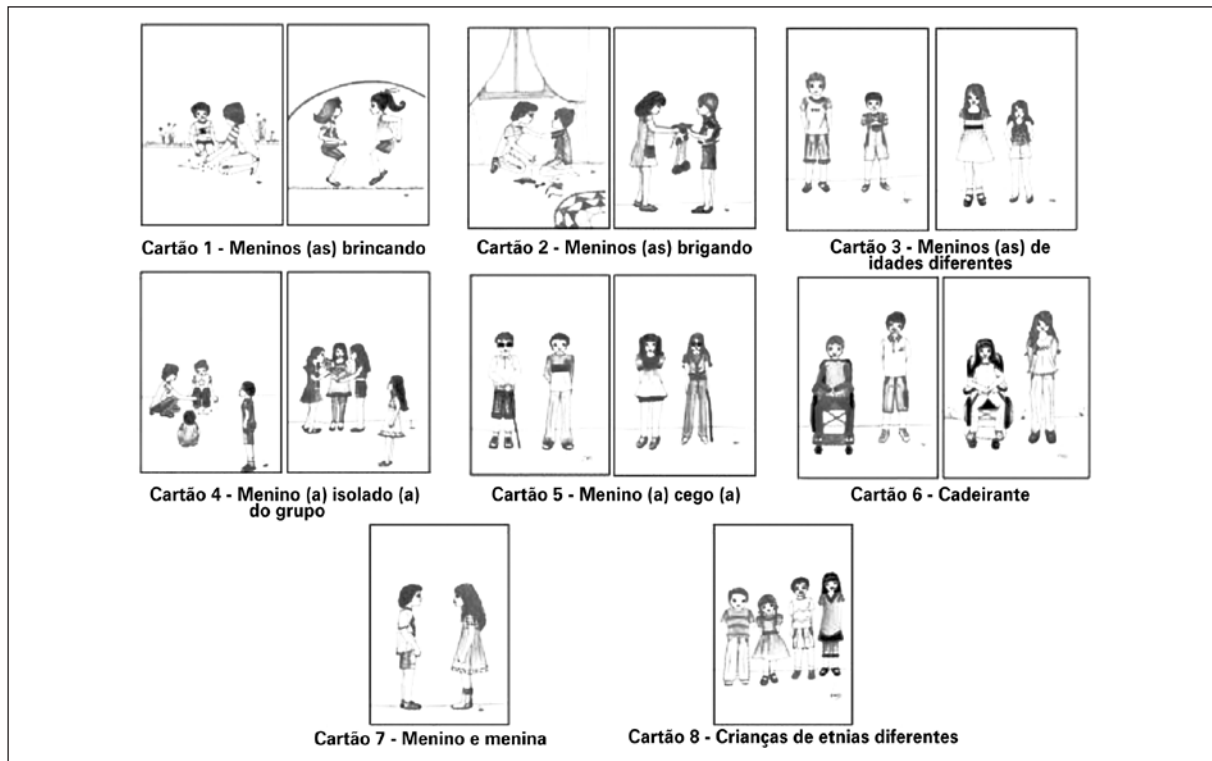 Cartão 1 - Meninos (as) brincando
Cartão 2 - Meninos (as) brigando
Cartão 3 - Meninos (as) de
idades diferentes
Cartão 4 - Menino (a) isolado (a)
do grupo
Cartão 5 - Menino (a) cego (a)
Cartão 6 - Cadeirante
Cartão 7 - Menino e menina
Cartão 8 - Crianças de etnias diferentes